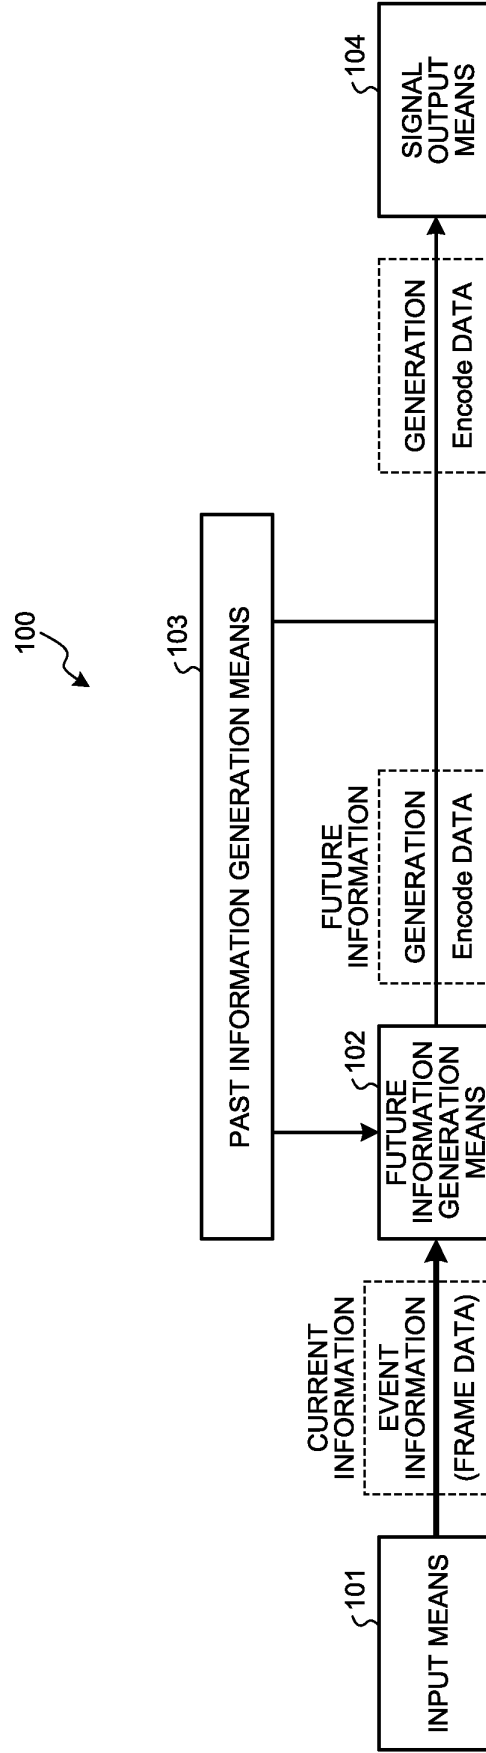 100
103
PAST INFORMATION GENERATION MEANS
101
INPUT MEANS
CURRENT
INFORMATION
EVENT
INFORMATION
(FRAME DATA)
102
FUTURE
INFORMATION
GENERATION
MEANS
FUTURE
INFORMATION
GENERATION
Encode DATA
GENERATION
Encode DATA
104
SIGNAL
OUTPUT
MEANS